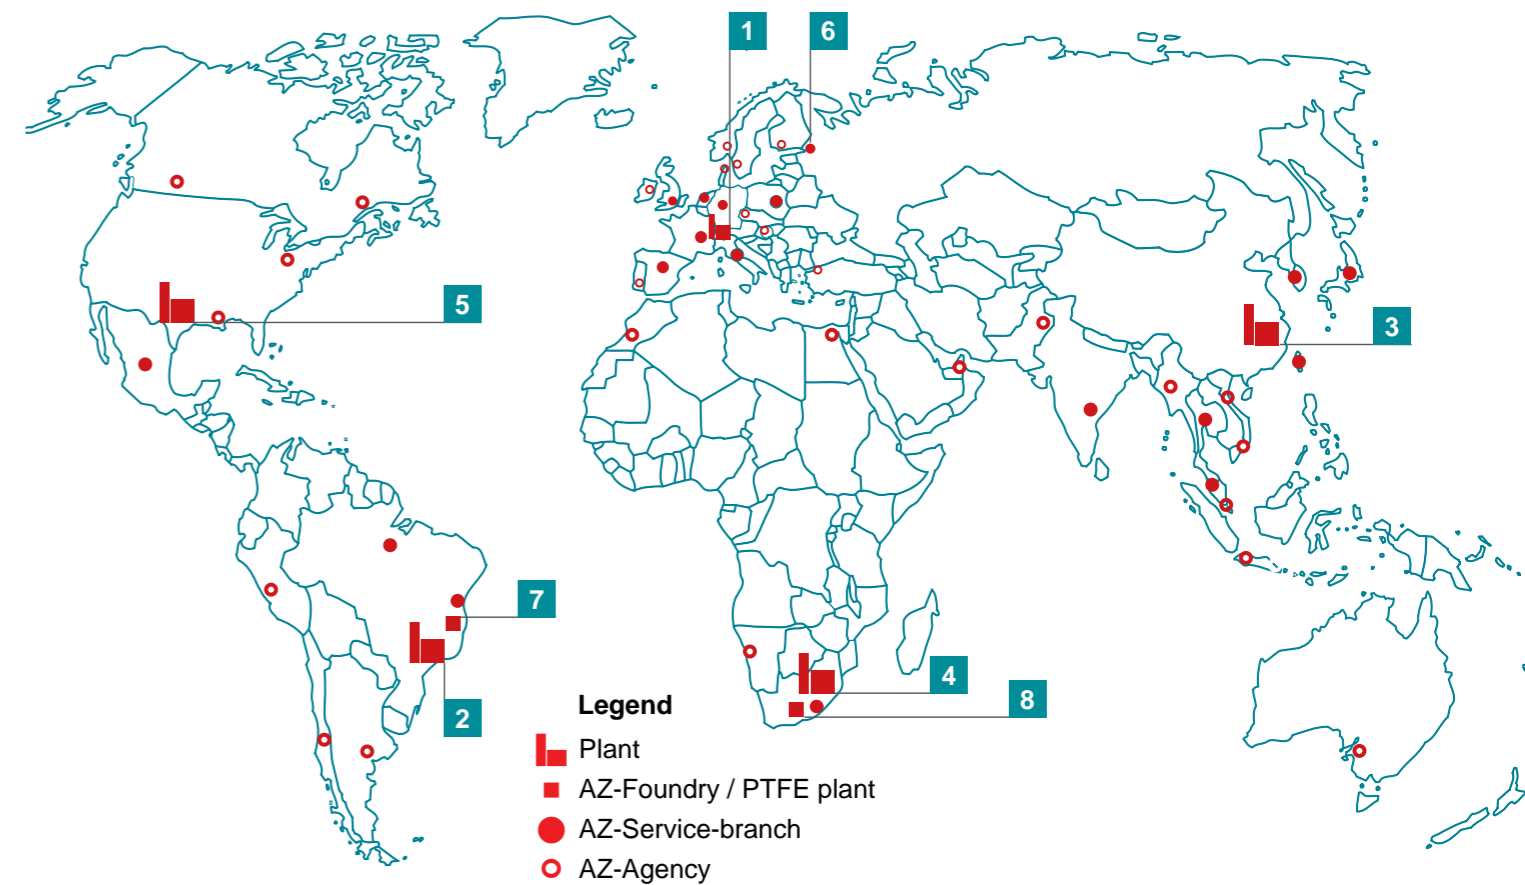 1
6
5
3
7
4
8
2
Legend
Plant
AZ-Foundry / PTFE plant
AZ-Service-branch
AZ-Agency